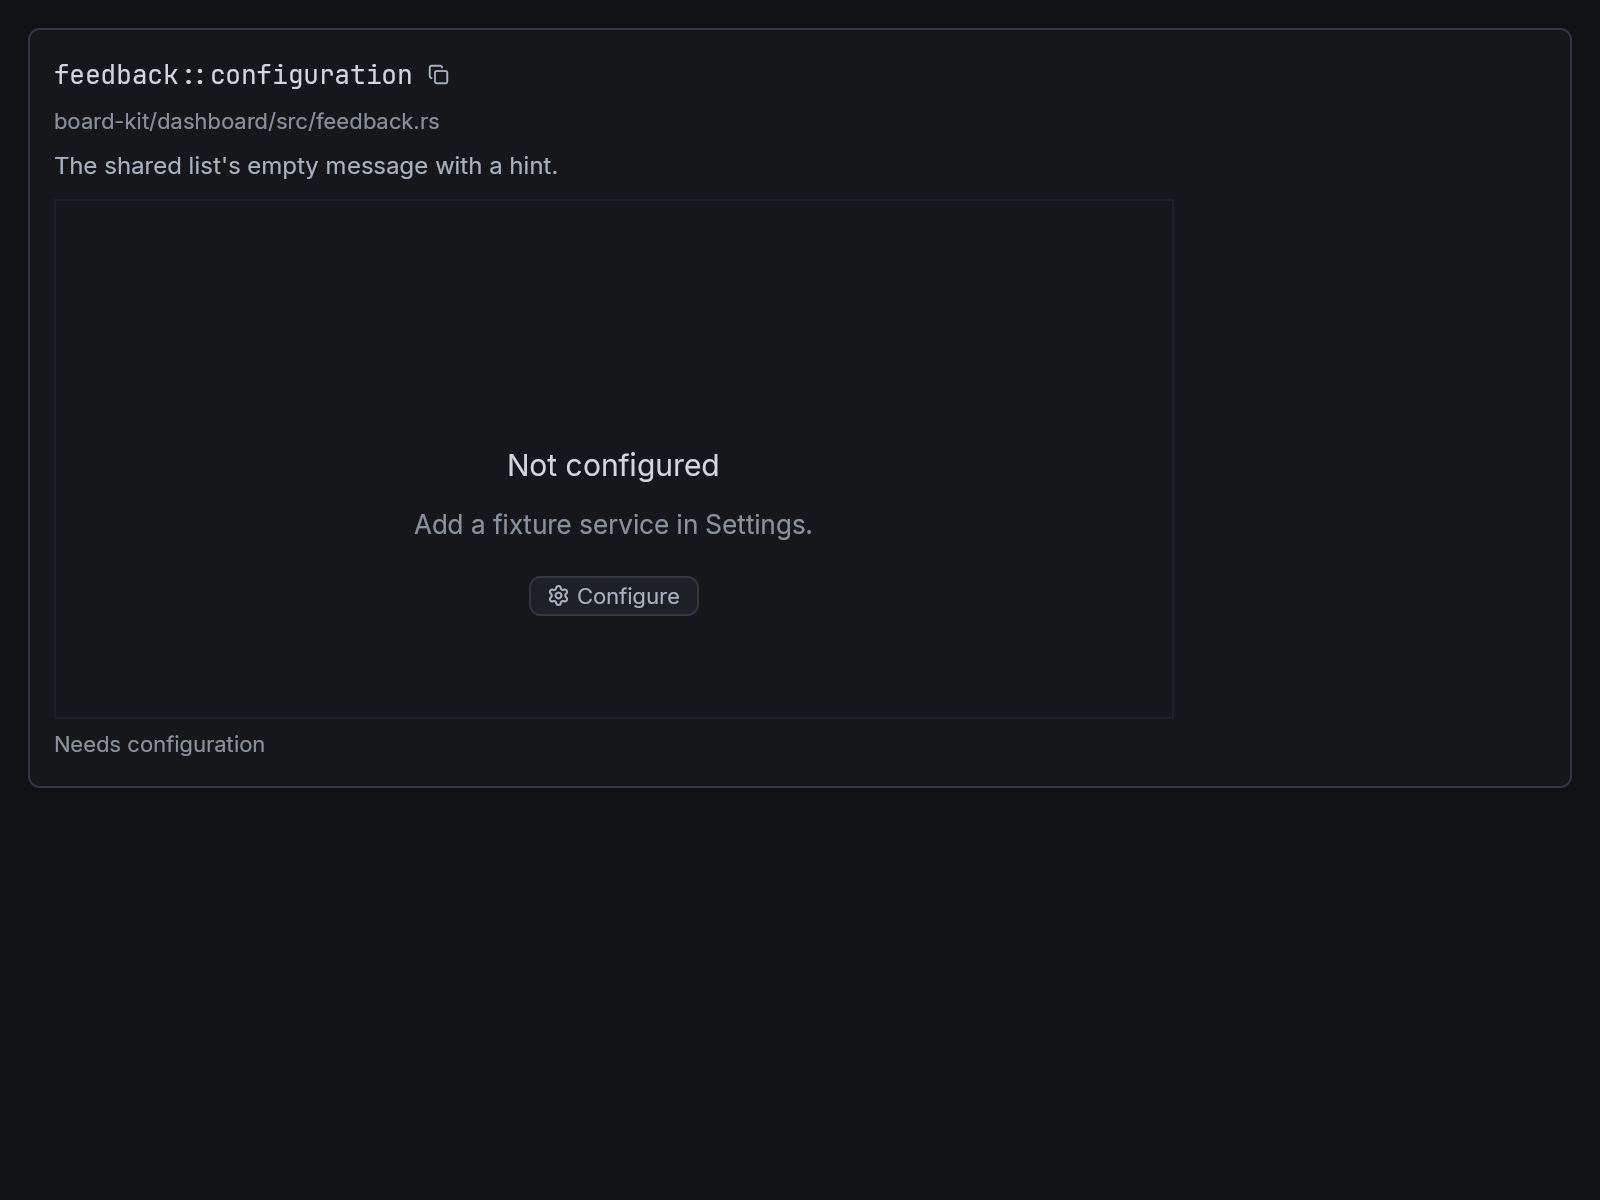 feedback::configuration
board-kit/dashboard/src/feedback.rs
The shared list's empty message with a hint.
Not configured
Add a fixture service in Settings.
Configure
Needs configuration